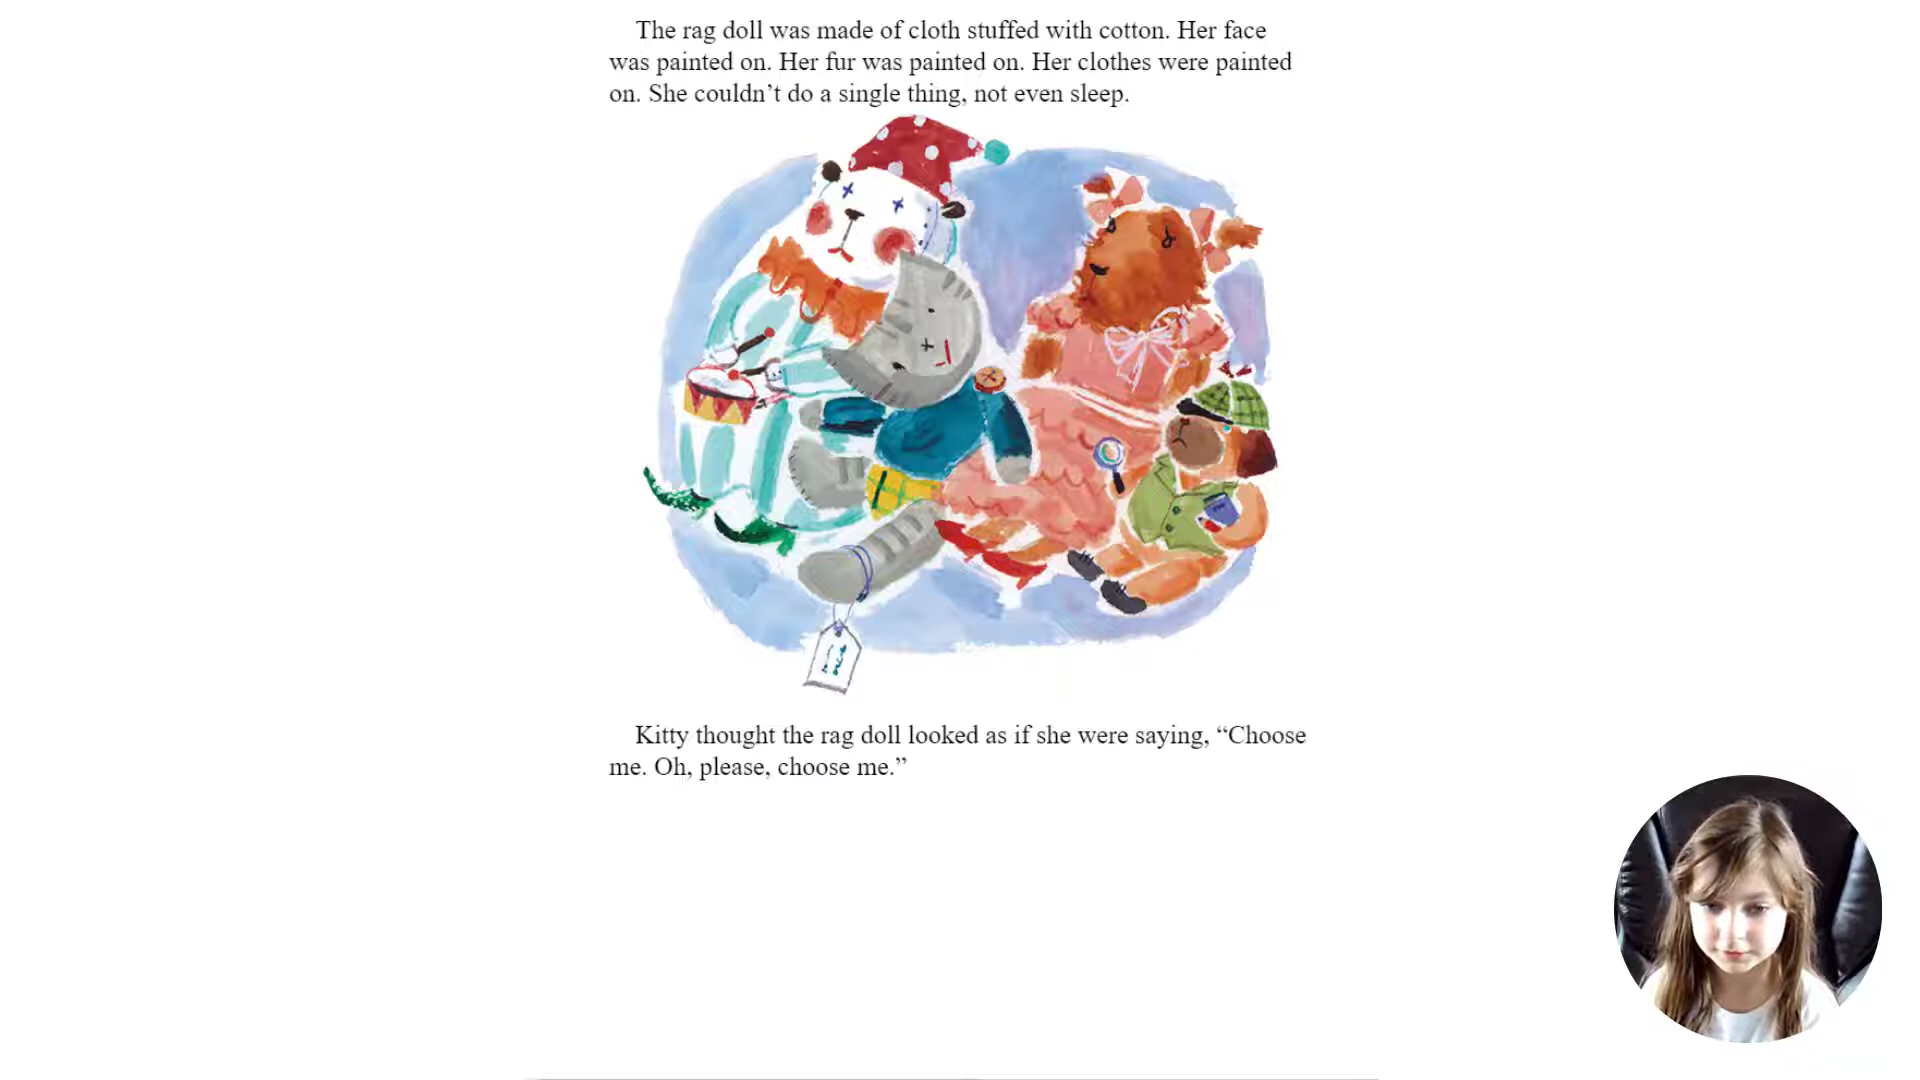 The rag doll was made of cloth stuffed with cotton. Her face
was painted on. Her fur was painted on. Her clothes were painted
on. She couldn’t do a single thing, not even sleep.
Kitty thought the rag doll looked as if she were saying, “Choose
me. Oh, please, choose me.”